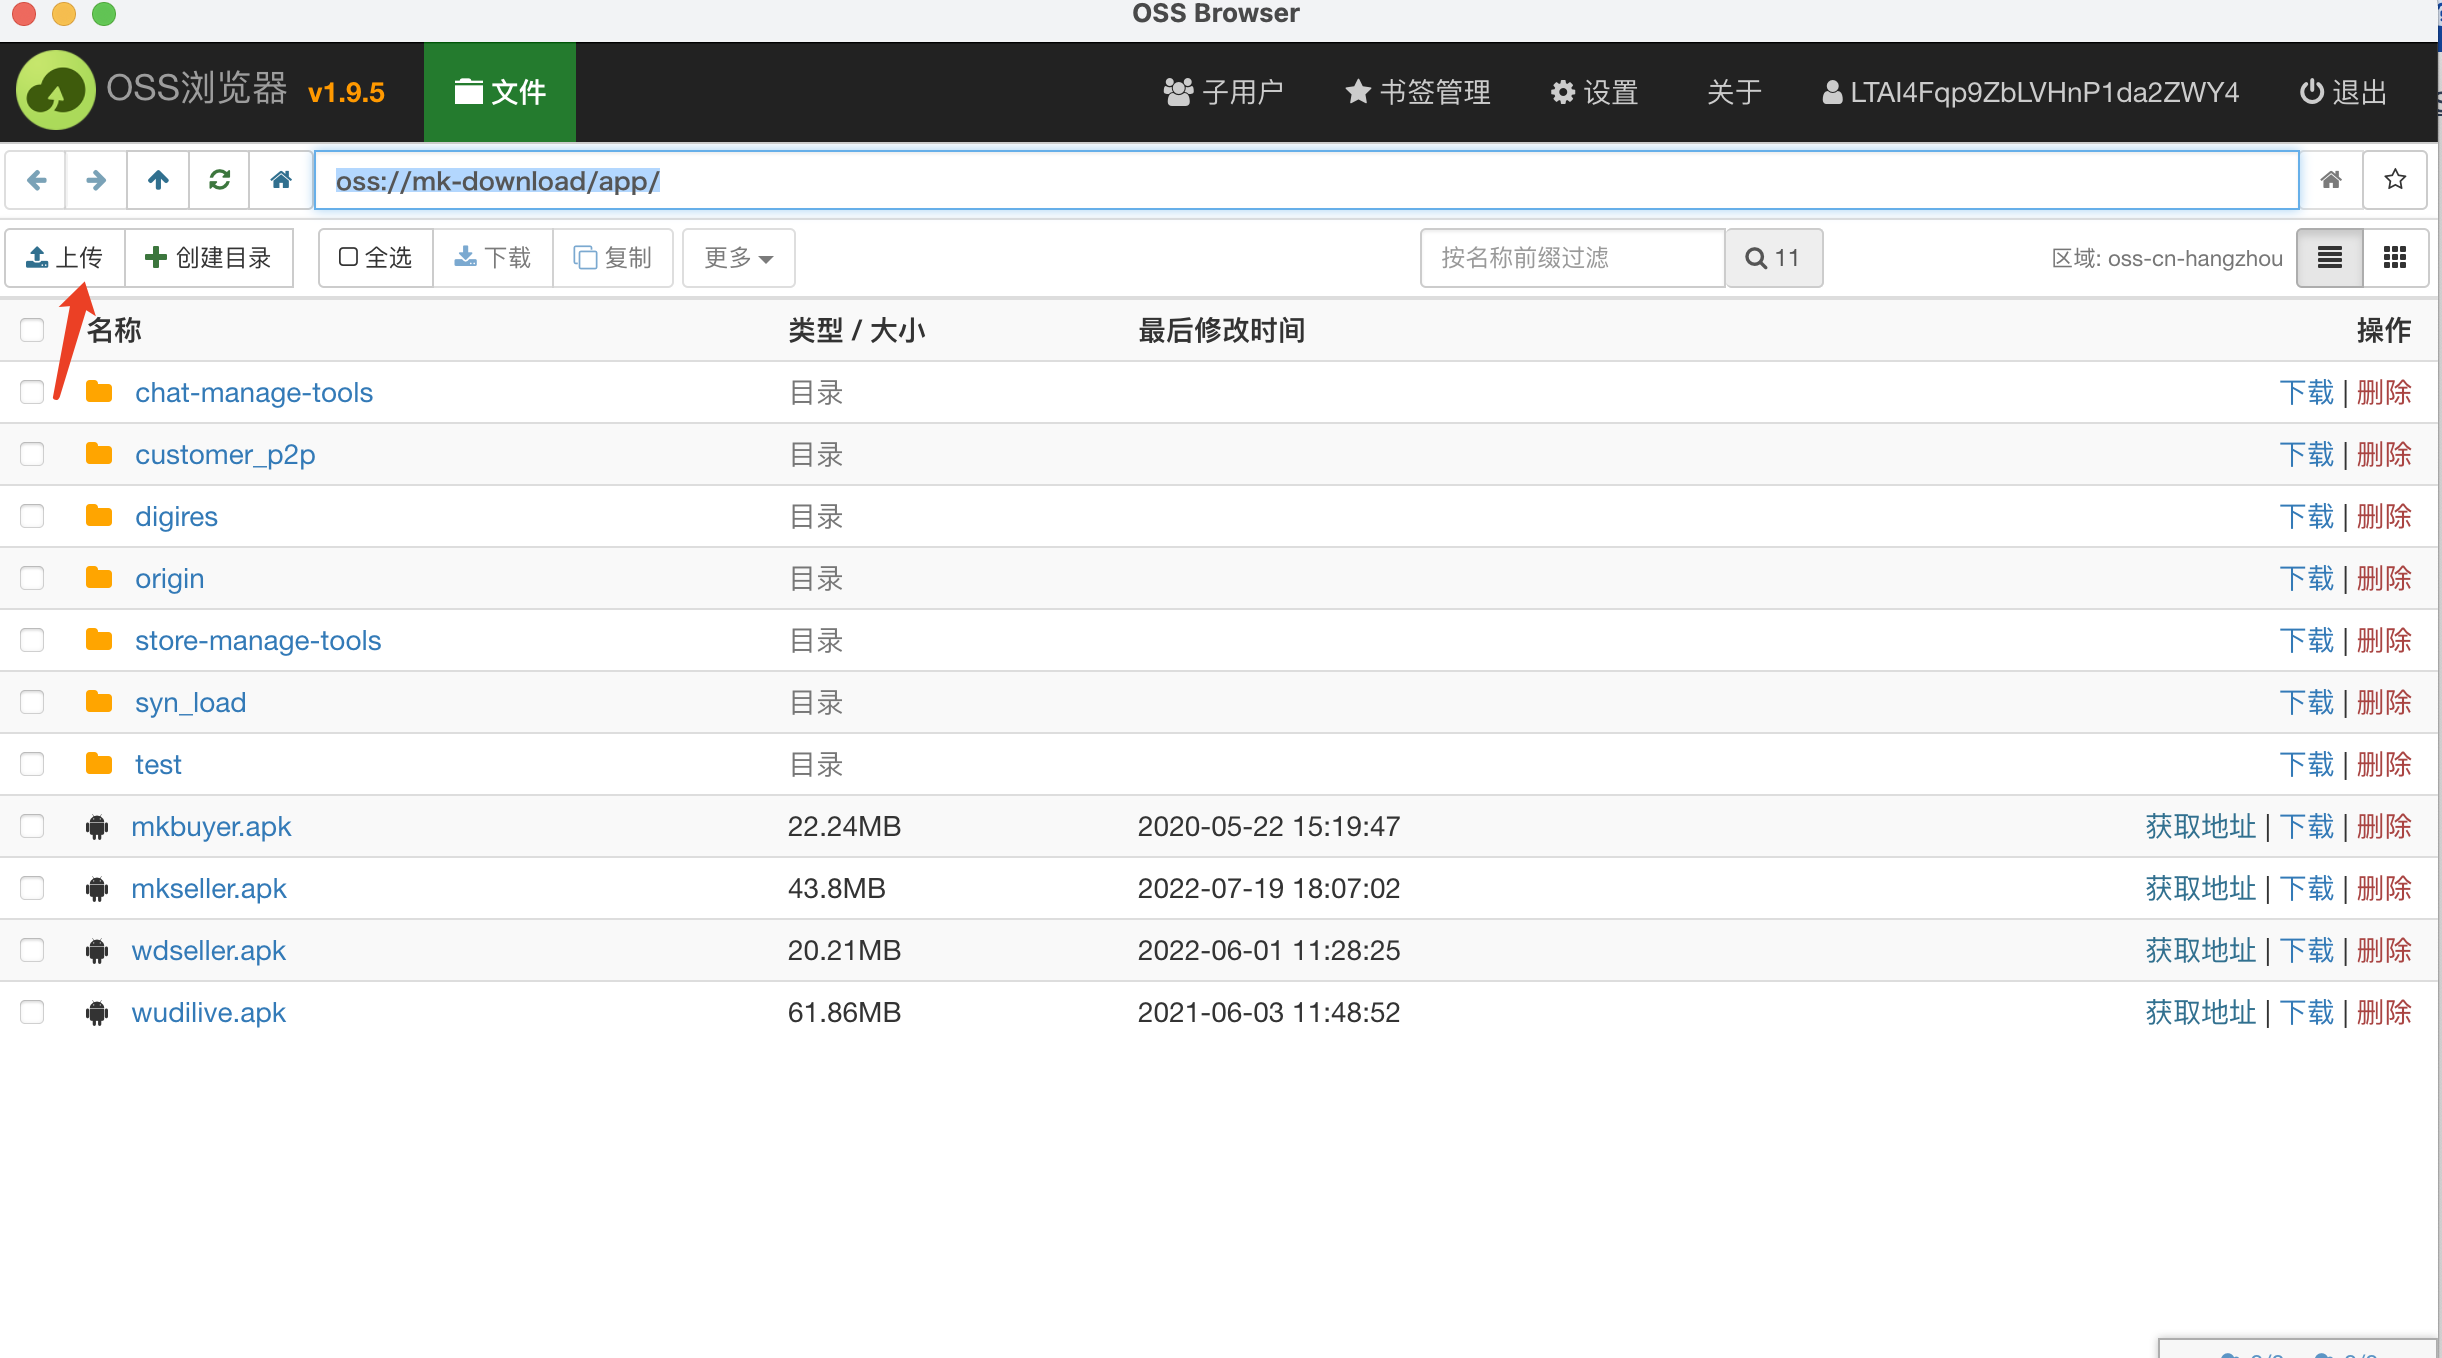 OSS Browser
OSS浏览器 v1.9.5 文件 子用户 书签管理 设置 关于 LTAI4Fqp9ZbLVHnP1da2ZWY4 退出
oss://mk-download/app/
上传 创建目录 全选 下载 复制 更多 按名称前缀过滤 11 区域: oss-cn-hangzhou
名称 类型 / 大小 最后修改时间 操作
chat-manage-tools 目录 下载 | 删除
customer_p2p 目录 下载 | 删除
digires 目录 下载 | 删除
origin 目录 下载 | 删除
store-manage-tools 目录 下载 | 删除
syn_load 目录 下载 | 删除
test 目录 下载 | 删除
mkbuyer.apk 22.24MB 2020-05-22 15:19:47 获取地址 | 下载 | 删除
mkseller.apk 43.8MB 2022-07-19 18:07:02 获取地址 | 下载 | 删除
wdseller.apk 20.21MB 2022-06-01 11:28:25 获取地址 | 下载 | 删除
wudilive.apk 61.86MB 2021-06-03 11:48:52 获取地址 | 下载 | 删除